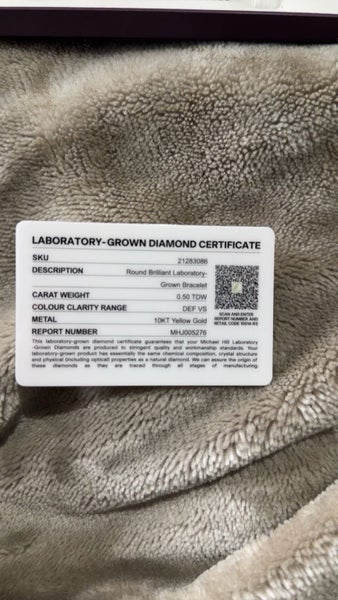 LABORATORY-GROWN DIAMOND CERTIFICATE
SKU 21283086
DESCRIPTION Round Brilliant Laboratory-
Grown Bracelet
CARAT WEIGHT 0.50 TDW
COLOUR CLARITY RANGE DEF VS
METAL 10KT Yellow Gold
REPORT NUMBER MHJ005276
SCAN AND ENTER
REPORT NUMBER AND
RETAIL CODE
This laboratory-grown diamond certificate guarantees that your Michael Hill Laboratory
-Grown Diamonds are produced to stringent quality and workmanship standards. Your
laboratory-grown product has essentially the same chemical composition, crystal structure
and physical (including optical) properties as a natural diamond. We can assure the origin of
these diamonds as they are traced through all stages of manufacturing.